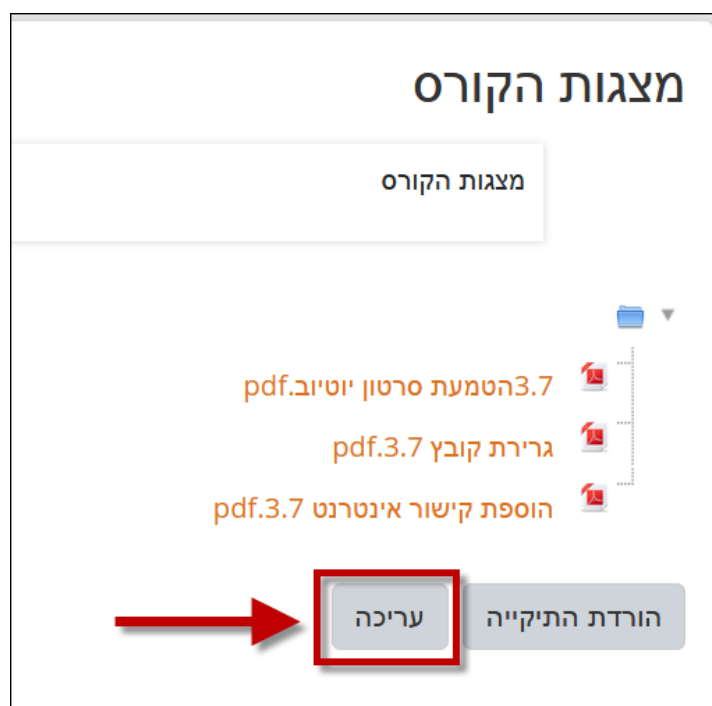 מצגות הקורס
מצגות הקורס
3.7הטמעת סרטון יוטיוב.pdf
גרירת קובץ 3.7.pdf
הוספת קישור אינטרנט 3.7.pdf
הורדת התיקייה עריכה